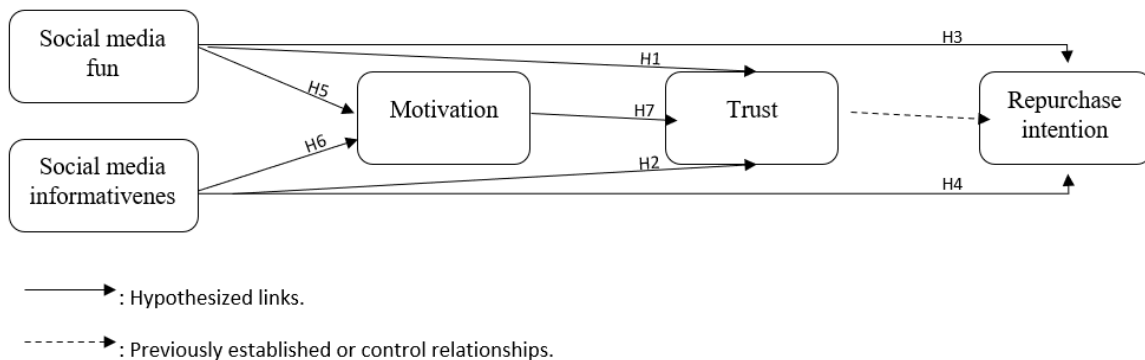 Social media
fun
H3
H1
H5
Motivation
H7
Trust
Repurchase
intention
H6
Social media
informativenes
H2
H4
: Hypothesized links.
: Previously established or control relationships.